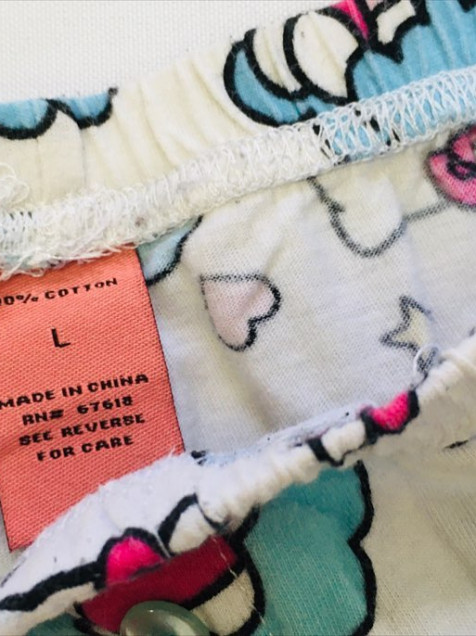 00% COTTON
L
MADE IN CHINA
RN# 67618
SEE REVERSE
FOR CARE